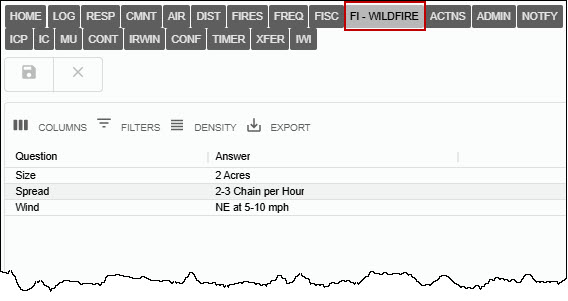 HOME LOG RESP CMNT AIR DIST FIRES FREQ FISC FI - WILDFIRE ACTNS ADMIN NOTFY
ICP IC MU CONT IRWIN CONF TIMER XFER IWI
COLUMNS FILTERS DENSITY EXPORT
Question Answer
Size 2 Acres
Spread 2-3 Chain per Hour
Wind NE at 5-10 mph